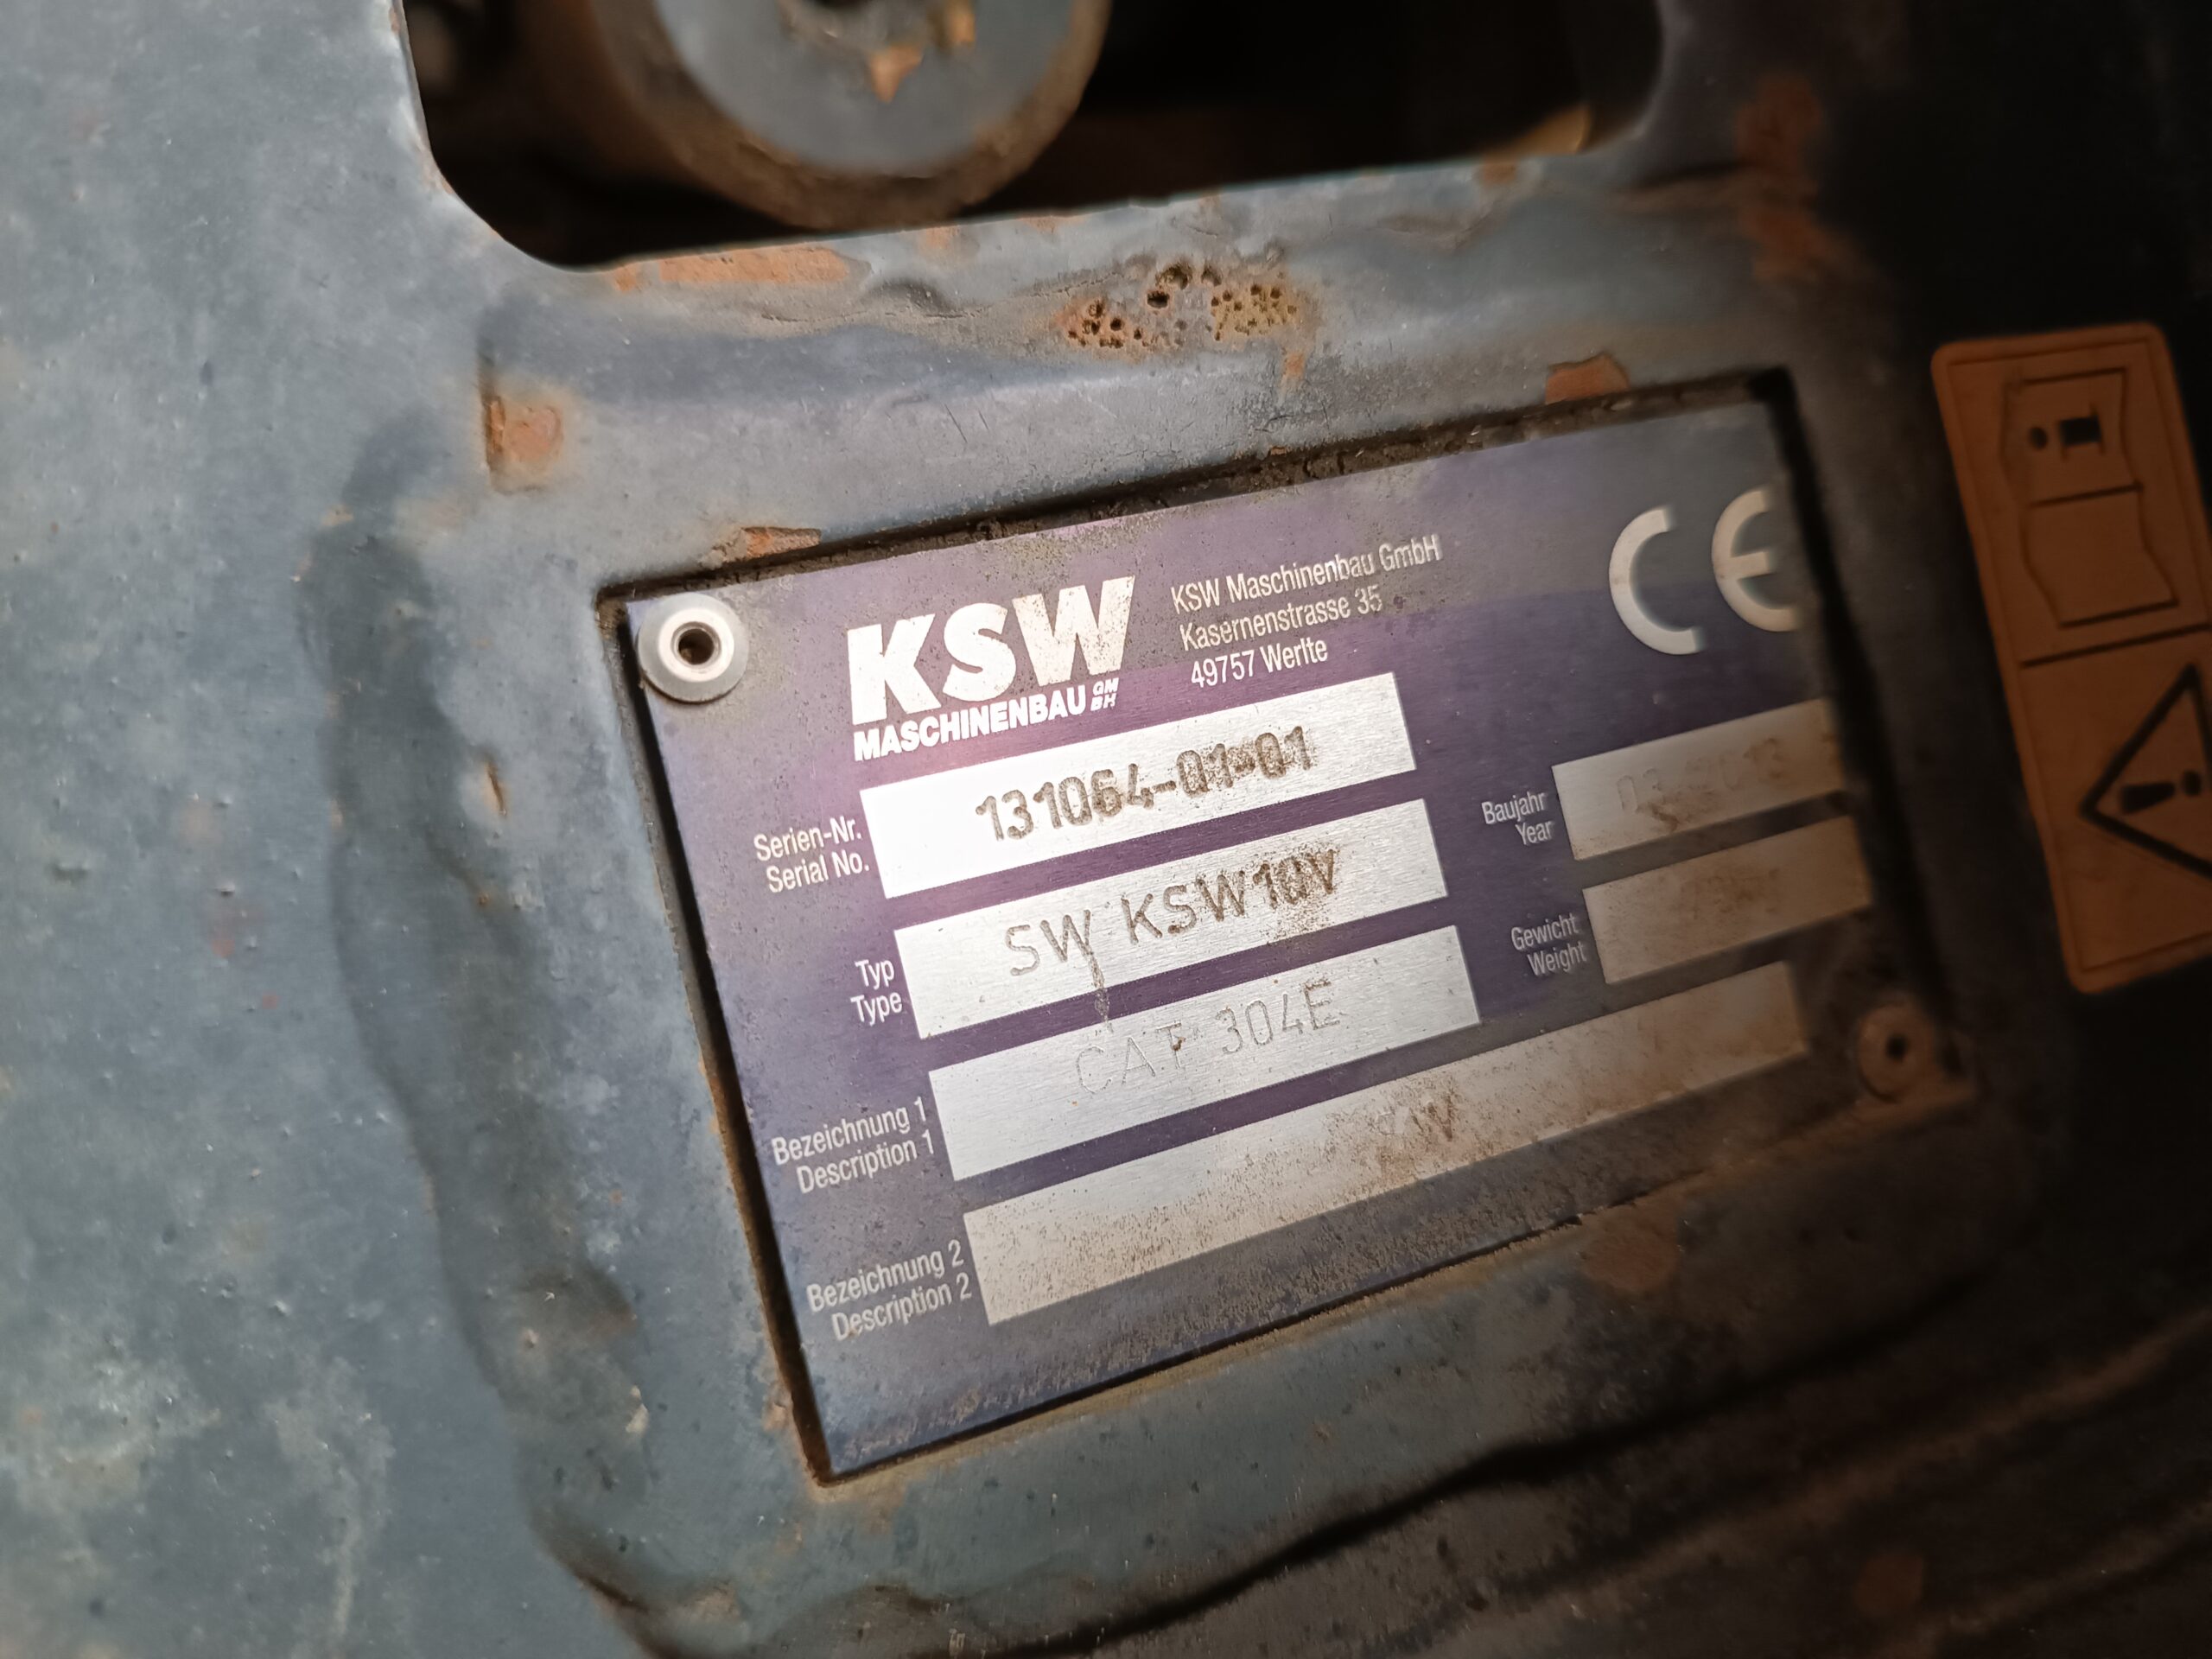 KSW
MASCHINENBAU GMBH
KSW Maschinenbau GmbH
Kasernenstrasse 35
49757 Werlte
CE
Serien-Nr.
Serial No.
131064-01-01
Baujahr
Year
Typ
Type
SW KSW10V
Gewicht
Weight
Bezeichnung 1
Description 1
CAT 304E
Bezeichnung 2
Description 2